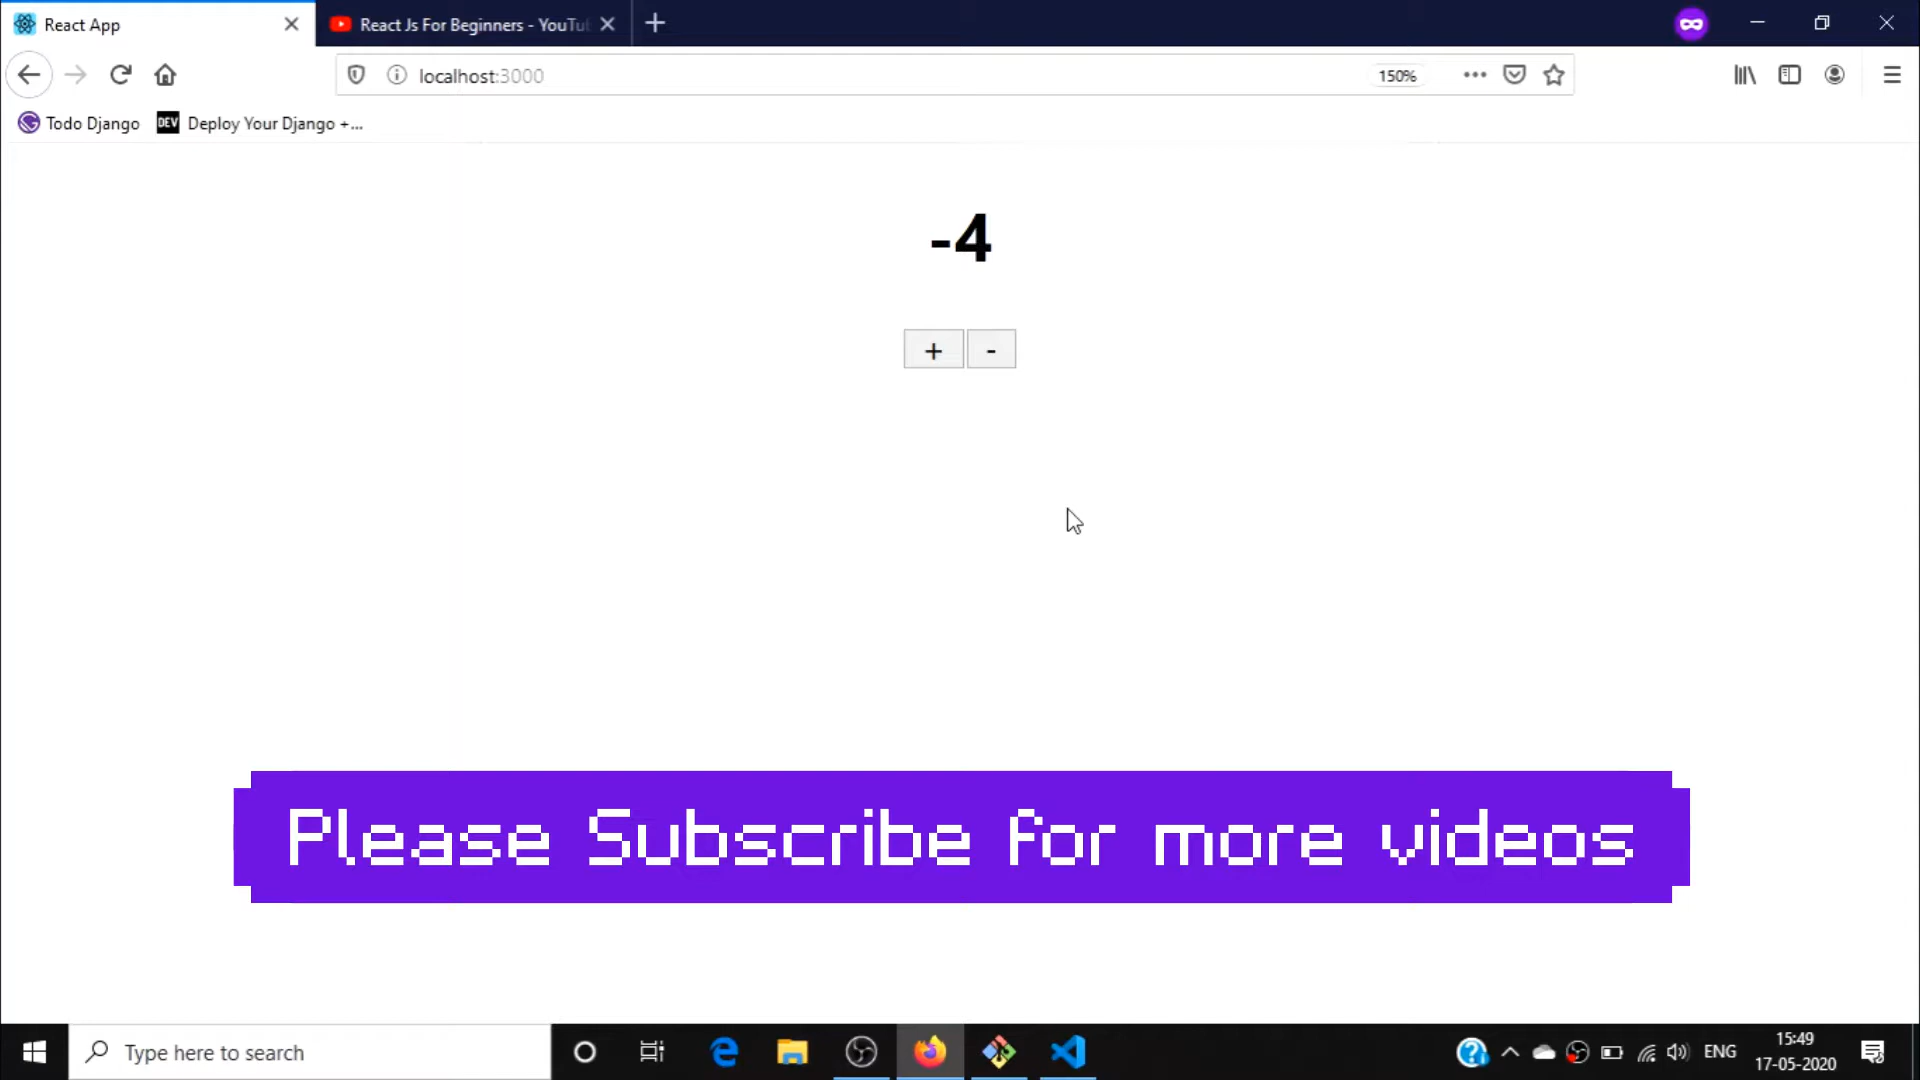 React App
React Js For Beginners - YouTu
localhost:3000
150%
Todo Django
DEV
Deploy Your Django +...
-4
+
-
Please Subscribe for more videos
Type here to search
ENG
15:49
17-05-2020